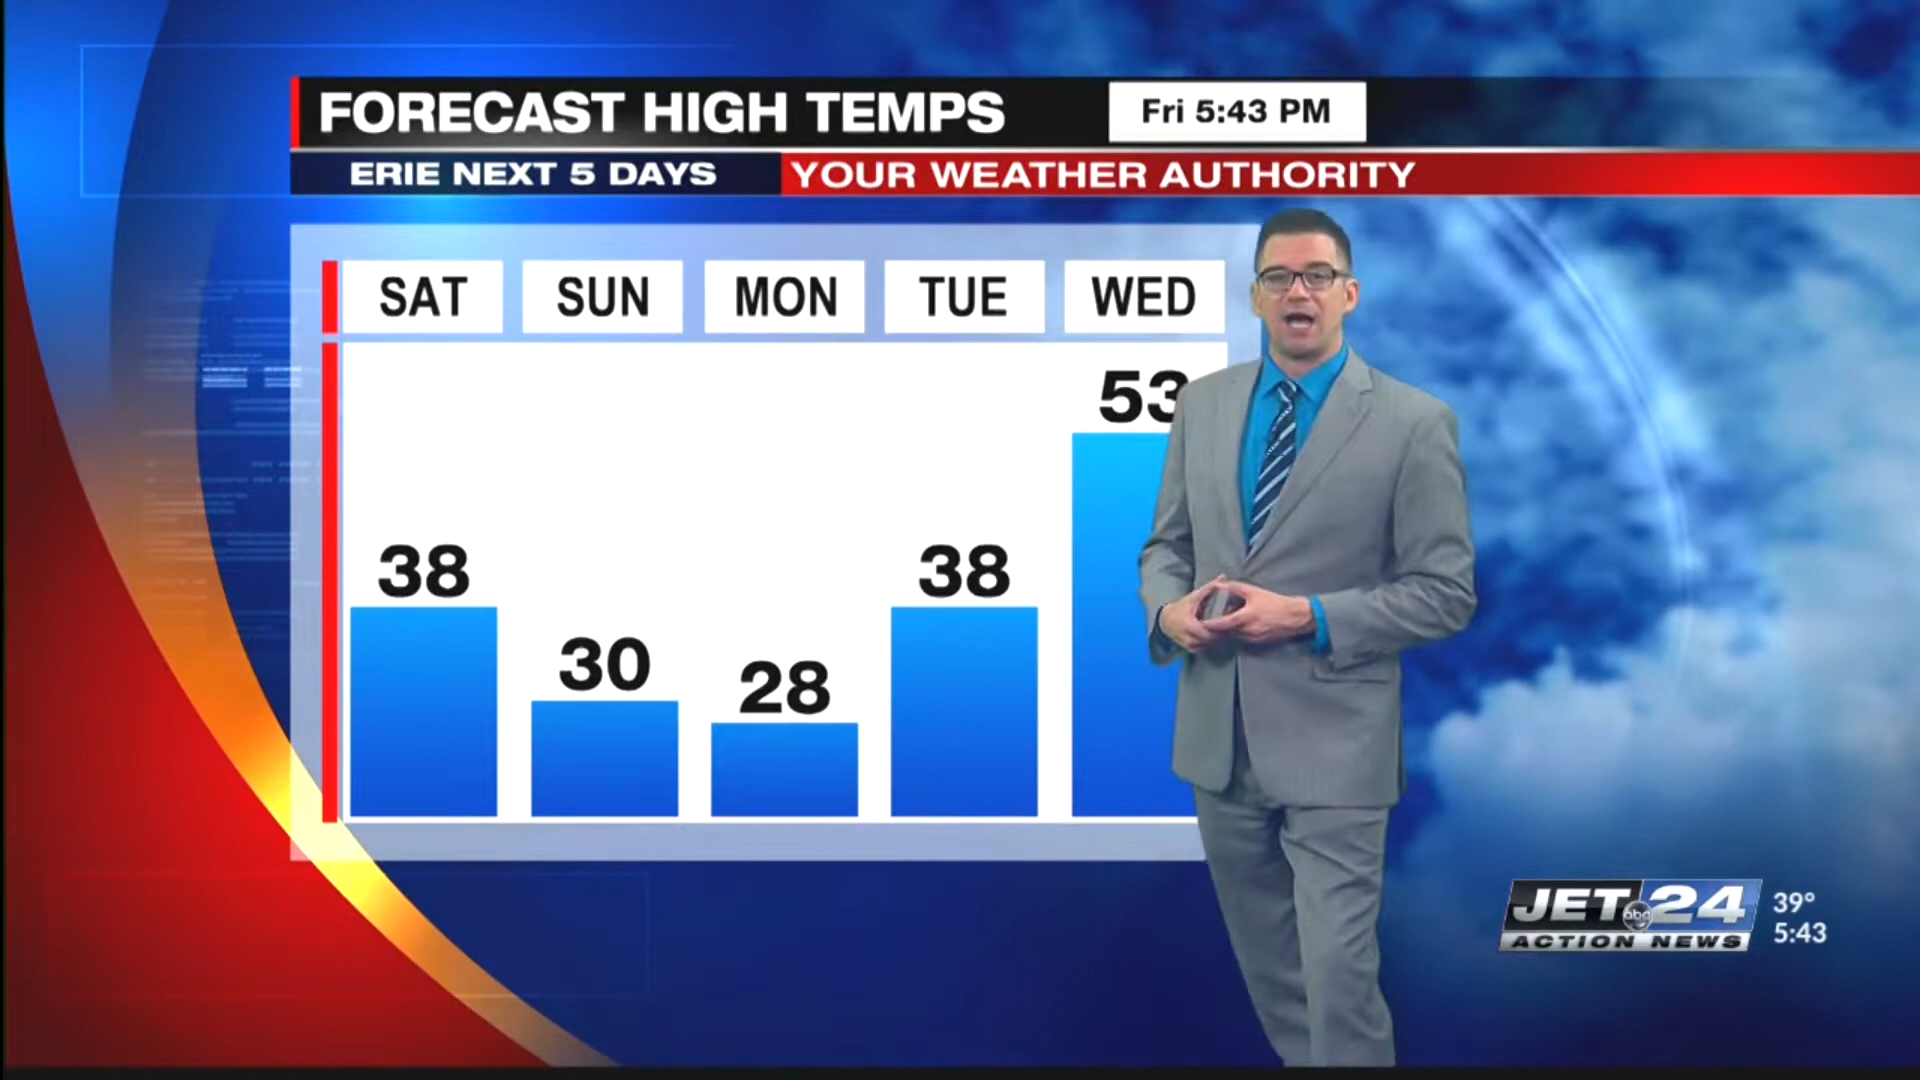 FORECAST HIGH TEMPS
Fri 5:43 PM
ERIE NEXT 5 DAYS
YOUR WEATHER AUTHORITY
SAT SUN MON TUE WED
53
38 38
30
28
JET abc 24 39°
ACTION NEWS 5:43